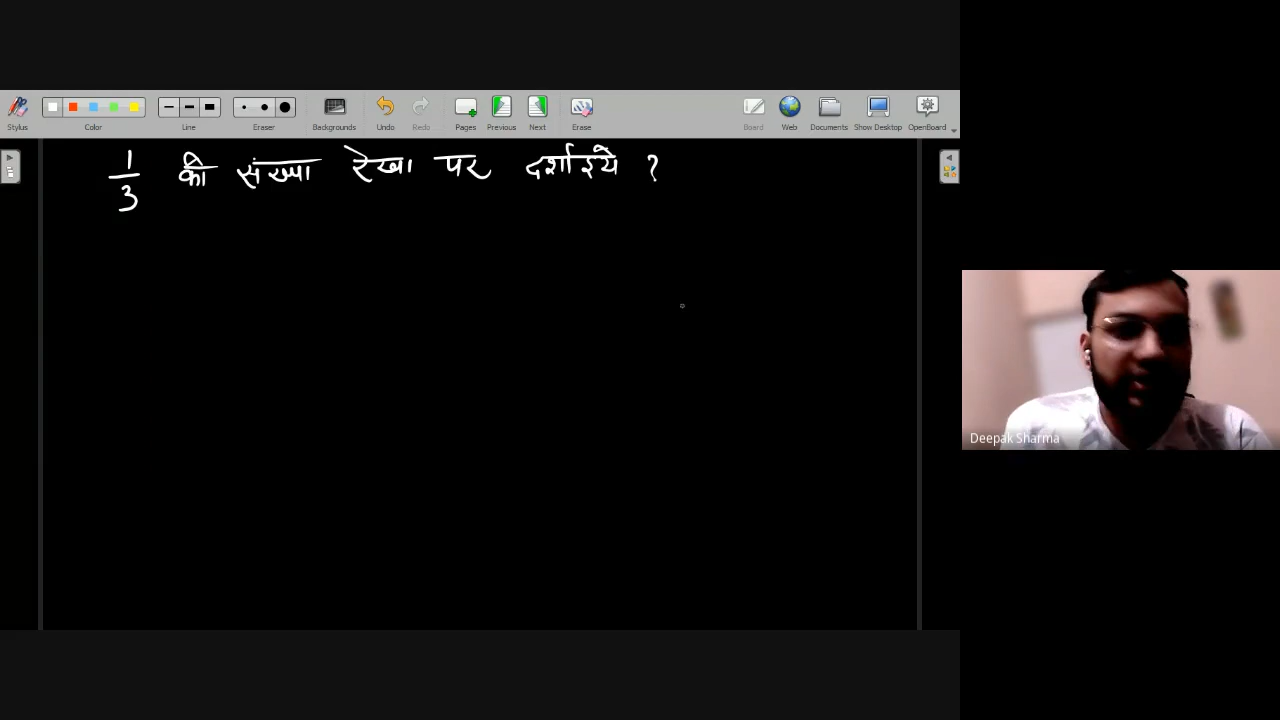 Stylus Color Line Eraser Backgrounds Undo Redo Pages Previous Next Erase Board Web Documents Show Desktop OpenBoard
1/3 को संख्या रेखा पर दर्शाइये ?
Deepak Sharma